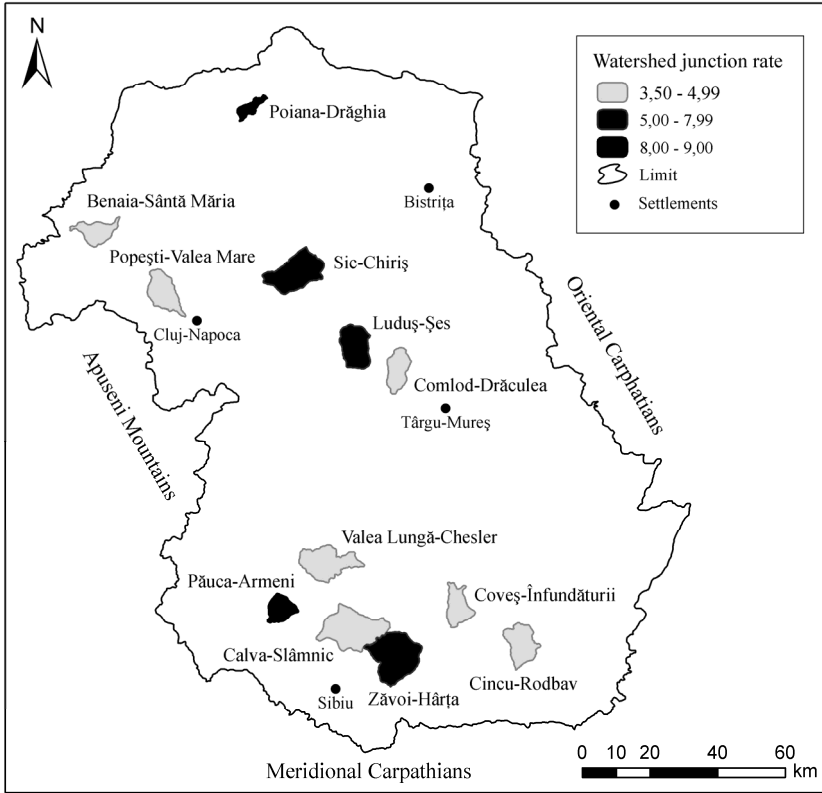 N
Watershed junction rate
3,50 - 4,99
5,00 - 7,99
8,00 - 9,00
Limit
Settlements
Poiana-Drăghia
Bistrița
Benaia-Sântă Măria
Popești-Valea Mare
Sic-Chiriș
Cluj-Napoca
Luduș-Șes
Comlod-Drăculea
Târgu-Mureș
Oriental Carphatians
Apuseni Mountains
Valea Lungă-Chesler
Păuca-Armeni
Coveș-Înfundăturii
Calva-Slâmnic
Cincu-Rodbav
Zăvoi-Hârța
Sibiu
Meridional Carpathians
0 10 20 40 60
km